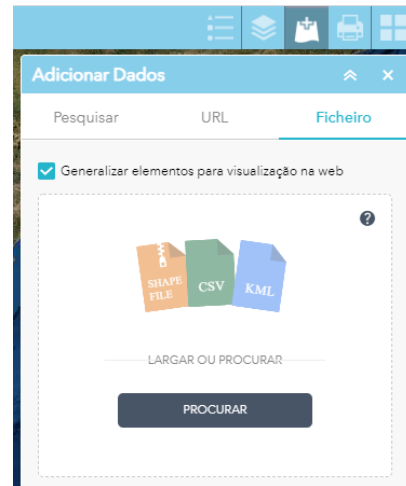 Adicionar Dados
Pesquisar URL Ficheiro
Generalizar elementos para visualização na web
SHAPE
FILE
CSV
KML
LARGAR OU PROCURAR
PROCURAR